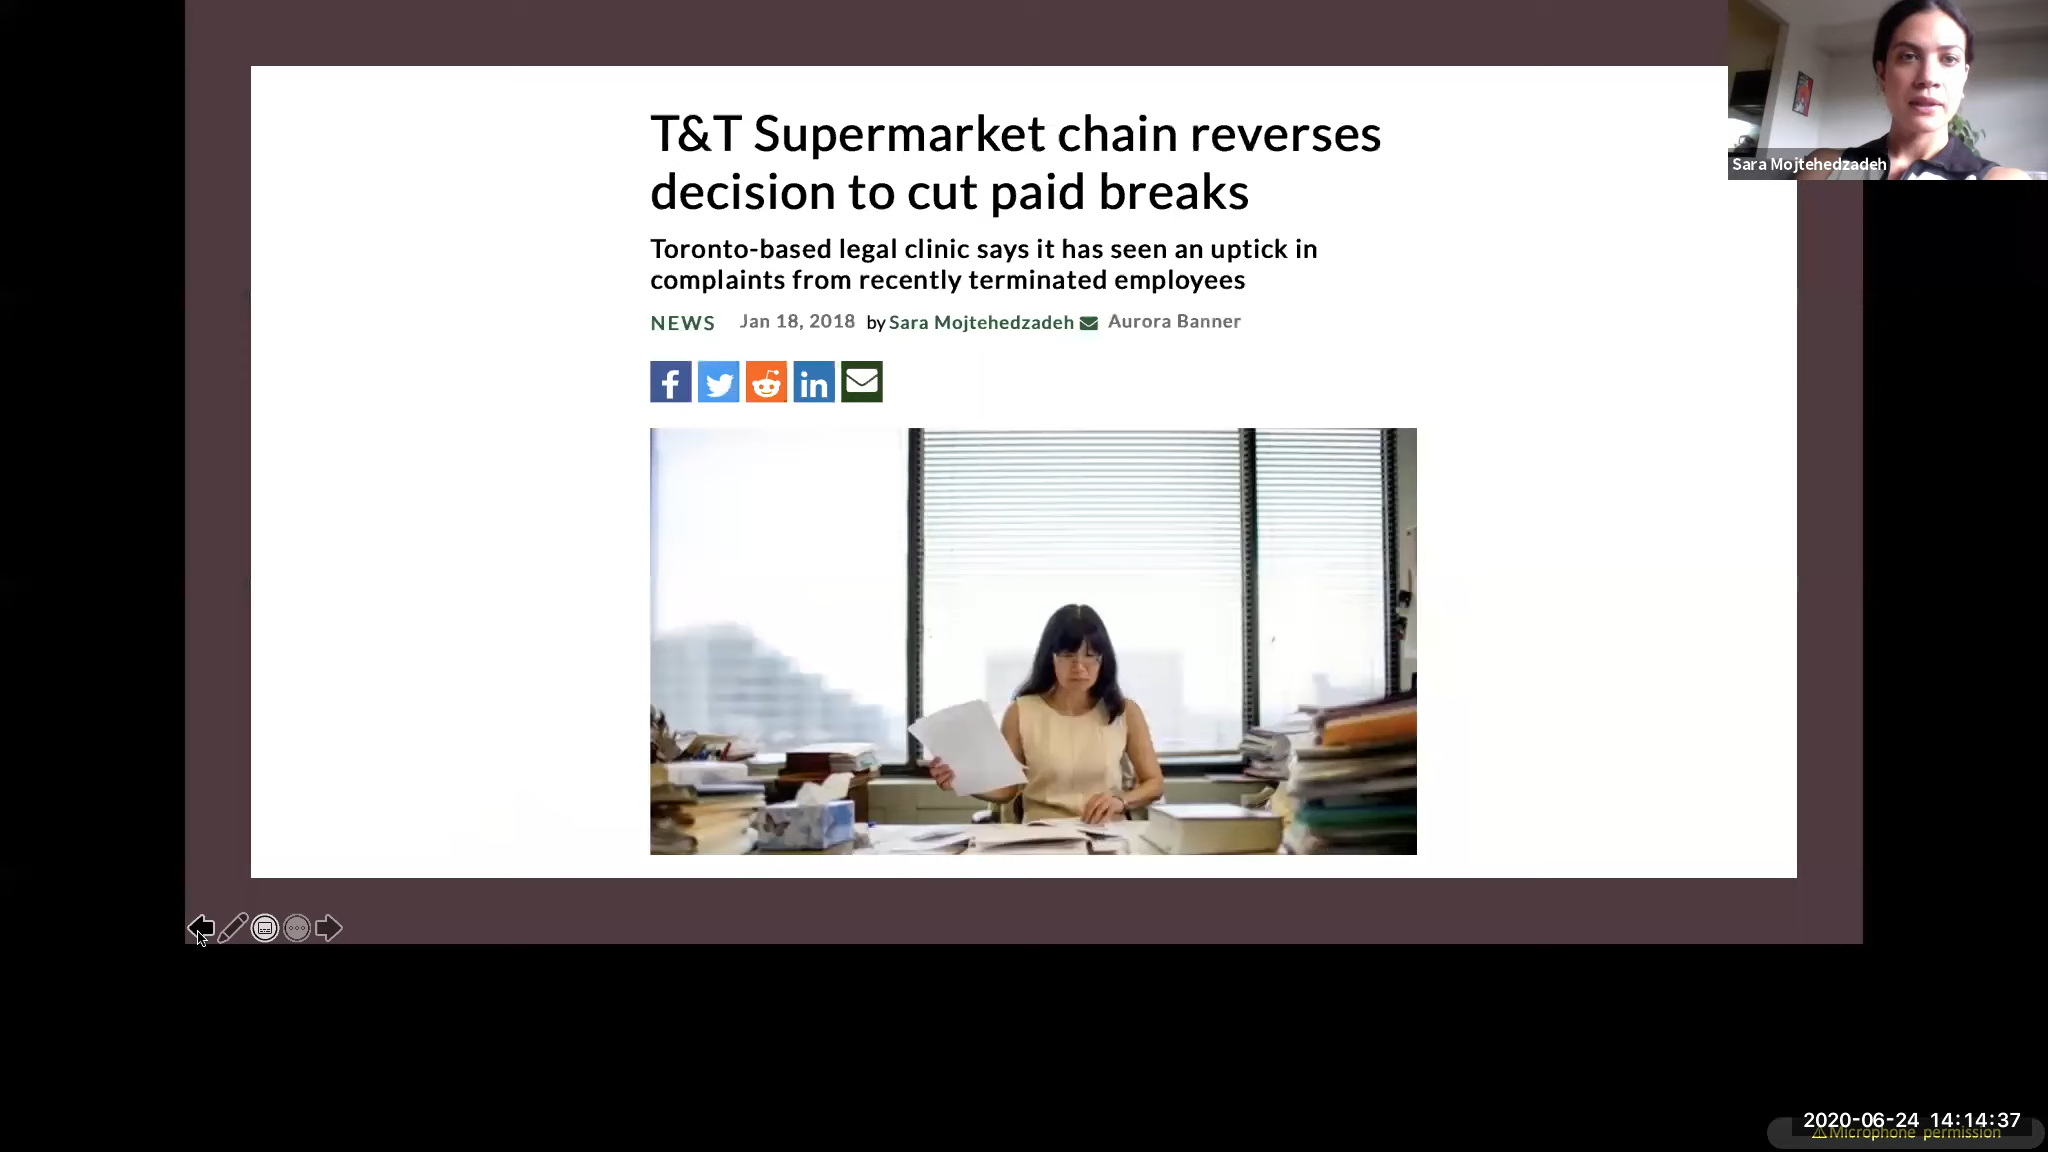 T&T Supermarket chain reverses
decision to cut paid breaks
Toronto-based legal clinic says it has seen an uptick in
complaints from recently terminated employees
NEWS Jan 18, 2018 by Sara Mojtehedzadeh Aurora Banner
Sara Mojtehedzadeh
2020-06-24 14:14:37
Microphone permission